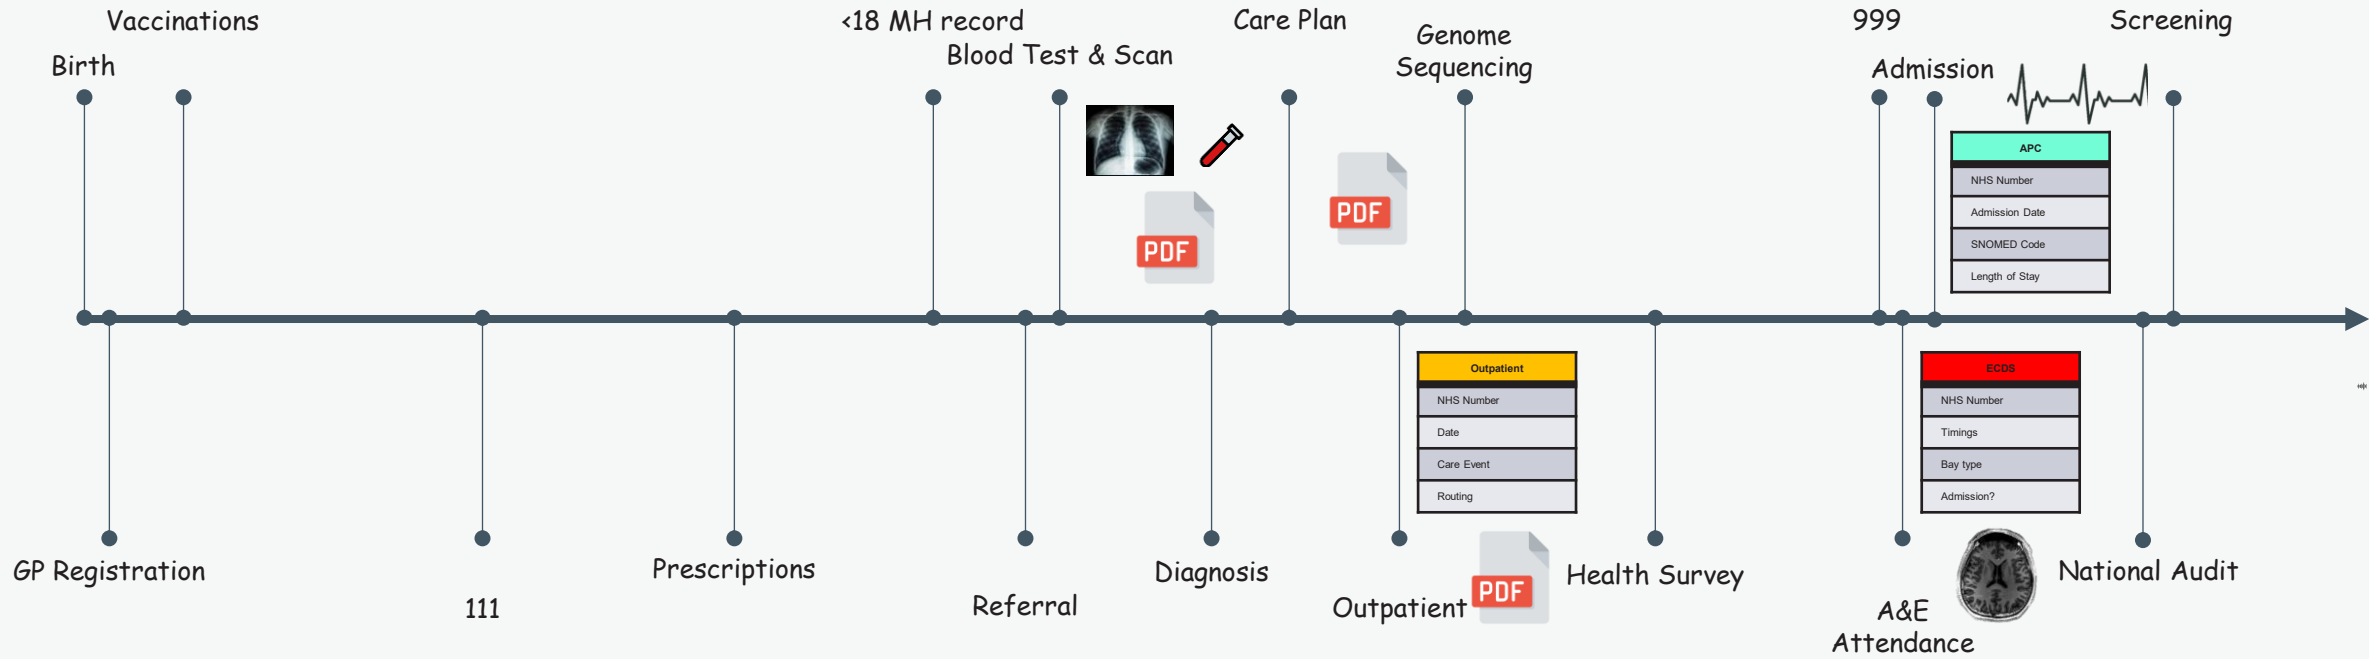 Vaccinations
<18 MH record
Care Plan
999
Screening
Birth
Blood Test & Scan
Genome
Sequencing
Admission
PDF
PDF
APC
NHS Number
Admission Date
SNOMED Code
Length of Stay
Outpatient
NHS Number
Date
Care Event
Routing
ECDS
NHS Number
Timings
Bay type
Admission?
GP Registration
111
Prescriptions
Referral
Diagnosis
Outpatient
PDF
Health Survey
A&E
Attendance
National Audit